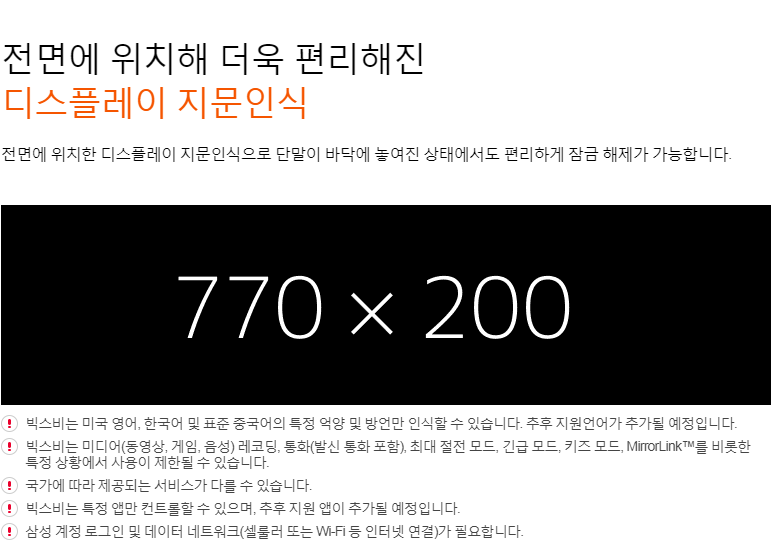 전면에 위치해 더욱 편리해진
디스플레이 지문인식
전면에 위치한 디스플레이 지문인식으로 단말이 바닥에 놓여진 상태에서도 편리하게 잠금 해제가 가능합니다.
770 × 200
빅스비는 미국 영어, 한국어 및 표준 중국어의 특정 억양 및 방언만 인식할 수 있습니다. 추후 지원언어가 추가될 예정입니다.
빅스비는 미디어(동영상, 게임, 음성) 레코딩, 통화(발신 통화 포함), 최대 절전 모드, 긴급 모드, 키즈 모드, MirrorLink™를 비롯한
특정 상황에서 사용이 제한될 수 있습니다.
국가에 따라 제공되는 서비스가 다를 수 있습니다.
빅스비는 특정 앱만 컨트롤할 수 있으며, 추후 지원 앱이 추가될 예정입니다.
삼성 계정 로그인 및 데이터 네트워크(셀룰러 또는 Wi-Fi 등 인터넷 연결)가 필요합니다.